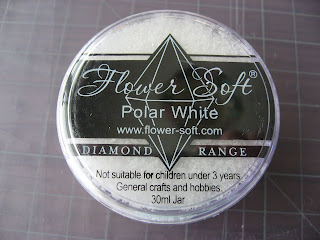 Flower Soft®
Polar White
www.flower-soft.com
DIAMOND RANGE
Not suitable for children under 3 years.
General crafts and hobbies.
30ml Jar